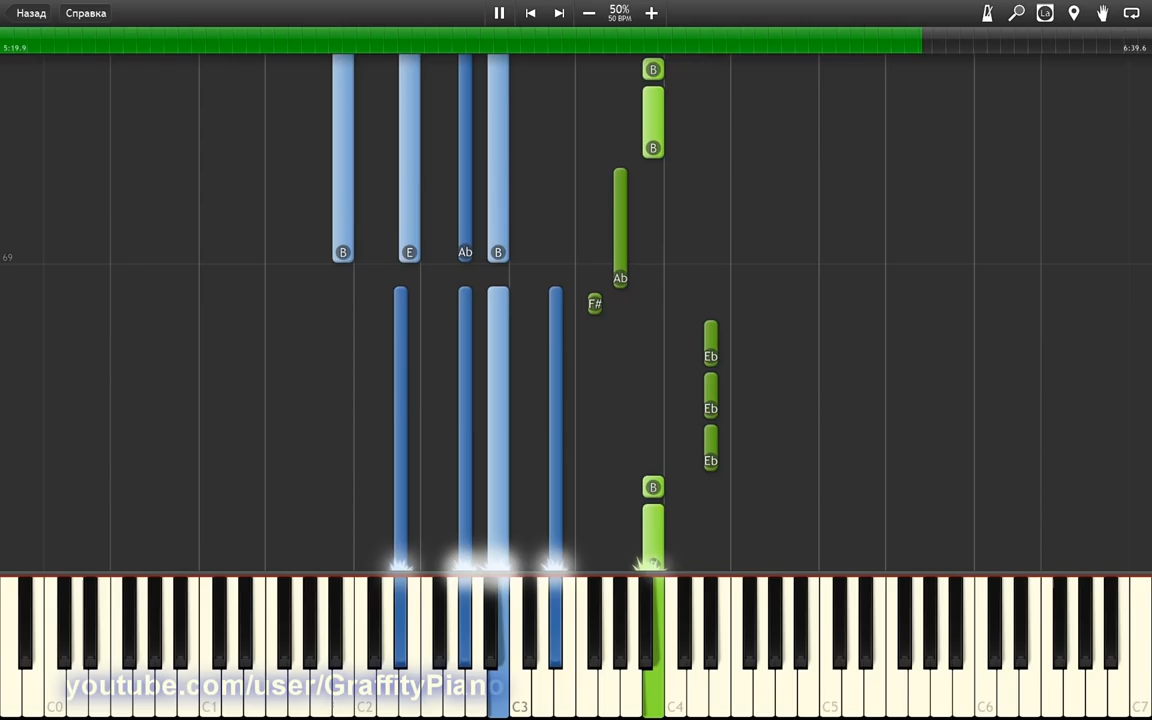 Назад Справка 50% La
50 BPM
5:19.9 6:39.6
B
B
B E Ab B
69
Ab
F#
Eb
Eb
Eb
B
youtube.com/user/GraffityPiano
C0 C1 C2 C3 C4 C5 C6 C7